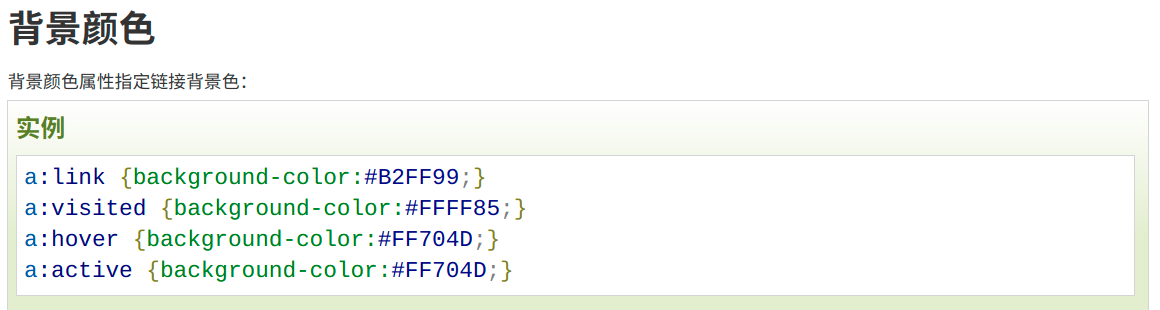 背景颜色
背景颜色属性指定链接背景色：
实例
a:link {background-color:#B2FF99;}
a:visited {background-color:#FFFF85;}
a:hover {background-color:#FF704D;}
a:active {background-color:#FF704D;}